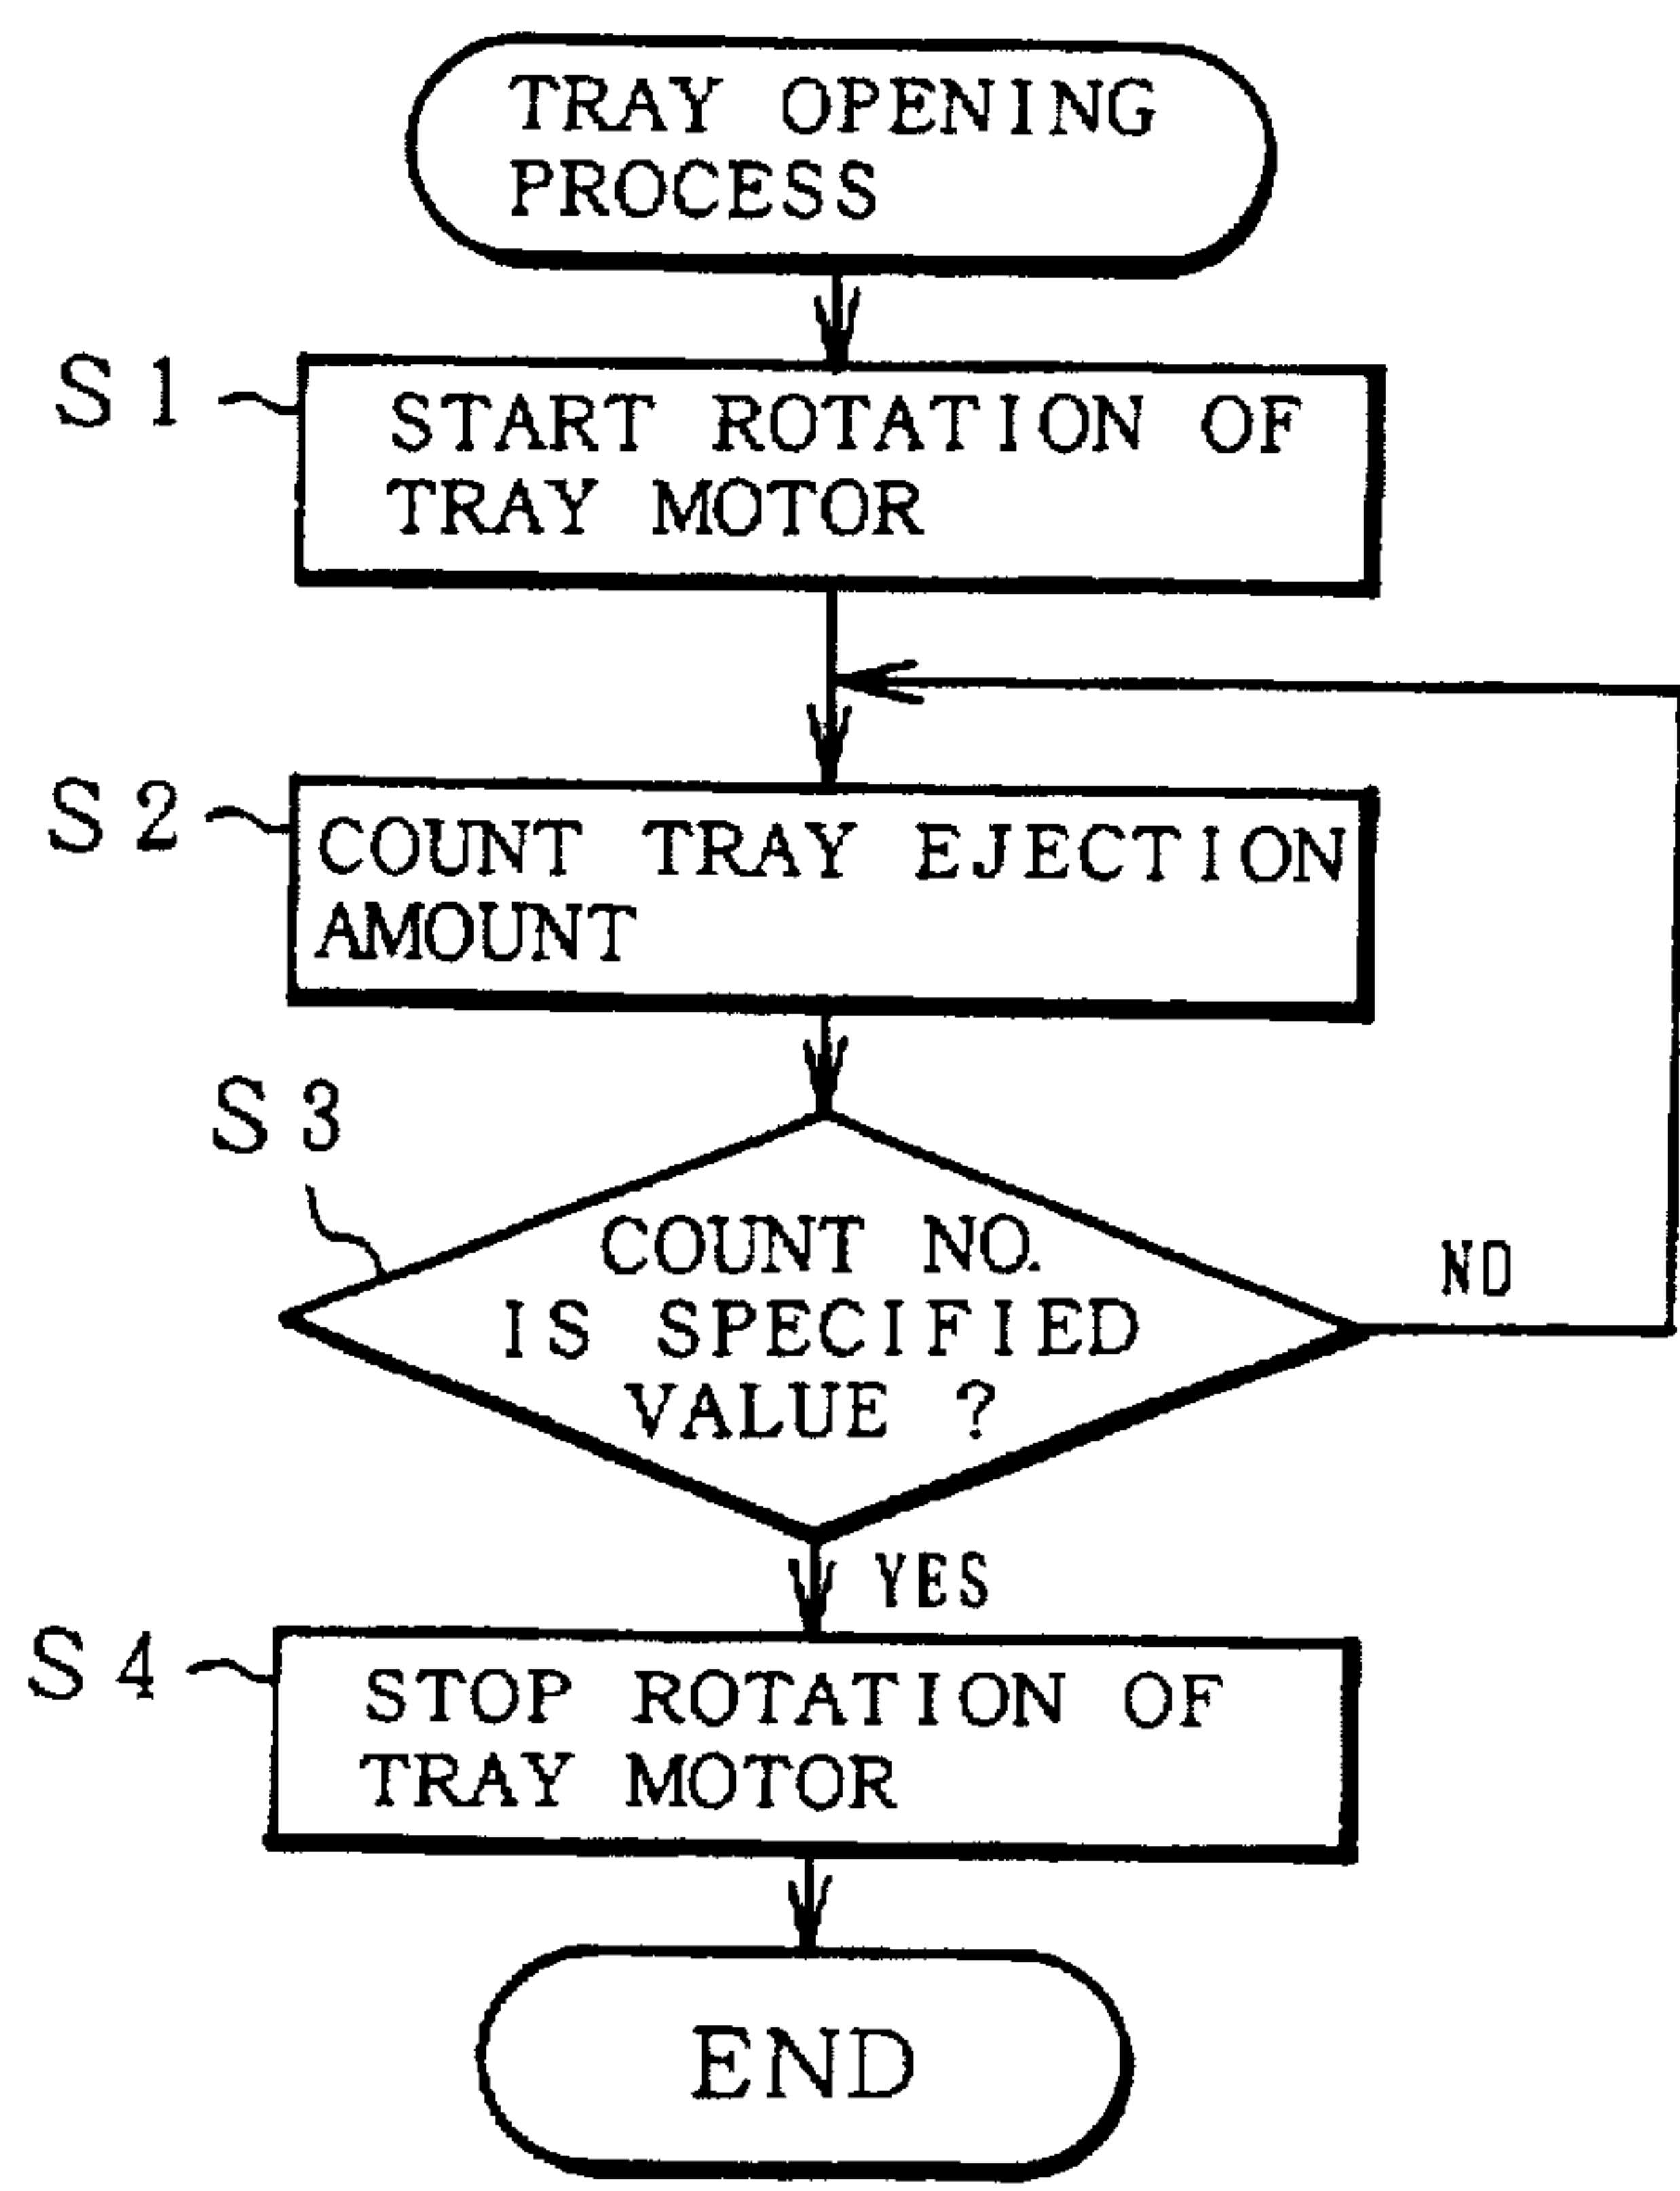 TRAY OPENING
PROCESS
S1
START ROTATION OF
TRAY MOTOR
S2
COUNT TRAY EJECTION
AMOUNT
S3
COUNT NO.
IS SPECIFIED
VALUE ?
NO
YES
S4
STOP ROTATION OF
TRAY MOTOR
END